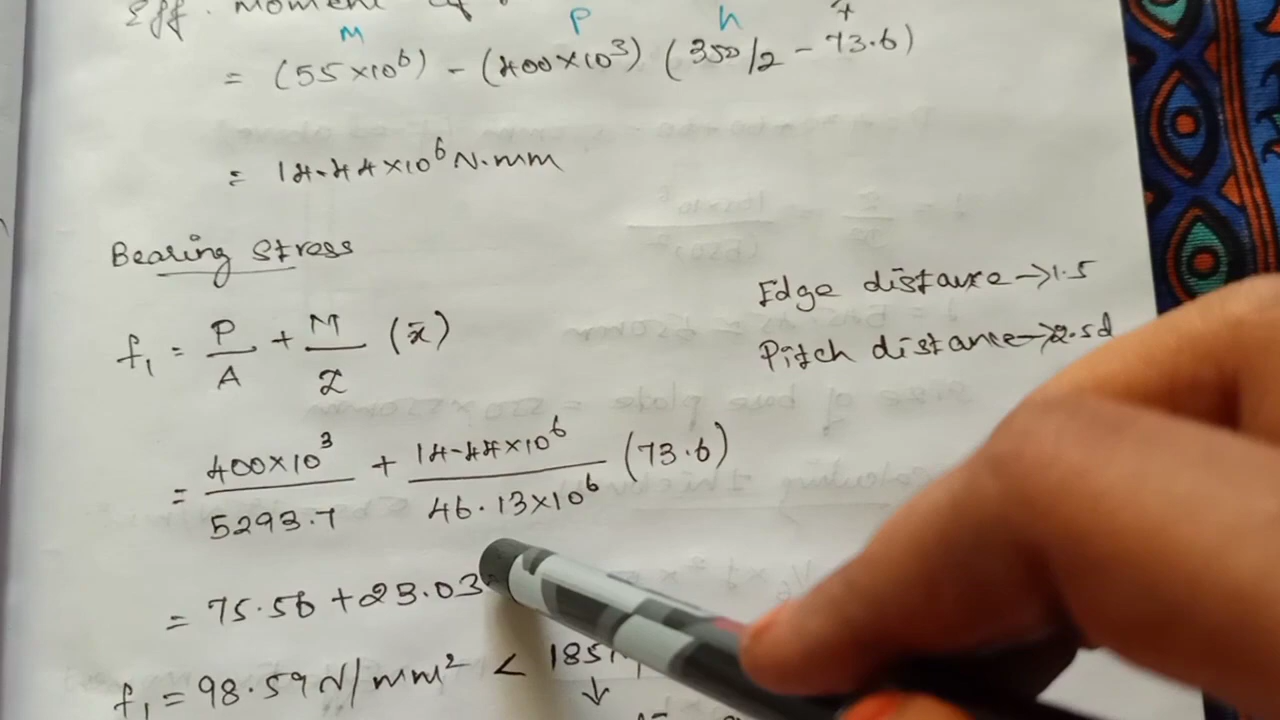 Eff. Moment
M P h x
= (55×10⁶) - (400×10³) (350/2 - 73.6)
= 14.44×10⁶ N.mm
Bearing stress
f₁ = P/A + M/Z (x̄)
= 400×10³/5293.7 + 14.44×10⁶/46.13×10⁶ (73.6)
= 75.56 + 23.03
f₁ = 98.59 N/mm² < 185
Edge distance → 1.5
Pitch distance → 2.5d